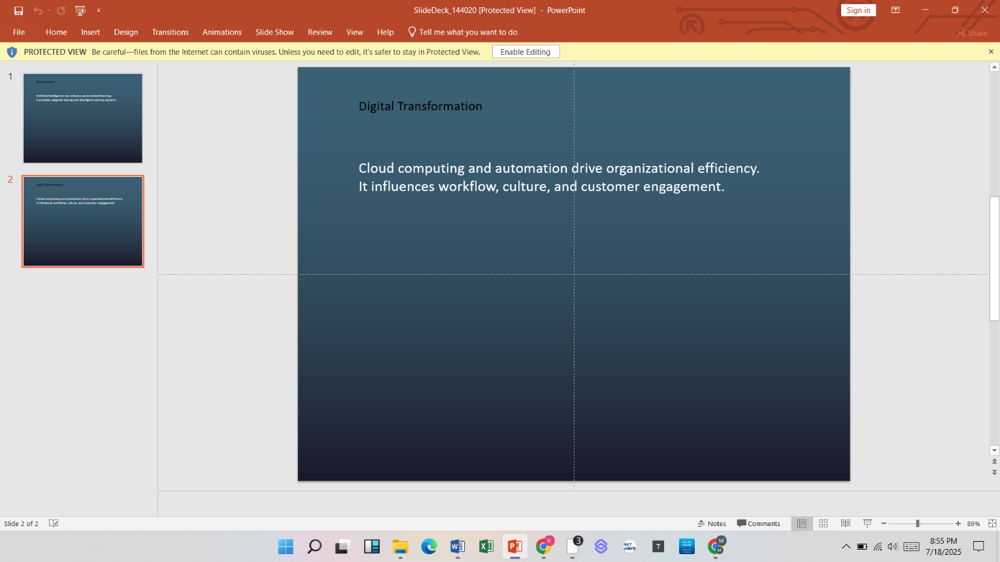 SlideDeck_144020 [Protected View] - PowerPoint
Sign in
File Home Insert Design Transitions Animations Slide Show Review View Help Tell me what you want to do
Share
PROTECTED VIEW Be careful—files from the Internet can contain viruses. Unless you need to edit, it's safer to stay in Protected View. Enable Editing
1
AI in Education
Artificial Intelligence can enhance personalized learning.
It provides adaptive testing and intelligent tutoring systems.
2
Digital Transformation
Cloud computing and automation drive organizational efficiency.
It influences workflow, culture, and customer engagement.
Digital Transformation
Cloud computing and automation drive organizational efficiency.
It influences workflow, culture, and customer engagement.
Slide 2 of 2
Notes Comments
89%
K
3
NXT
WAVE
T
M
M
8:55 PM
7/18/2025